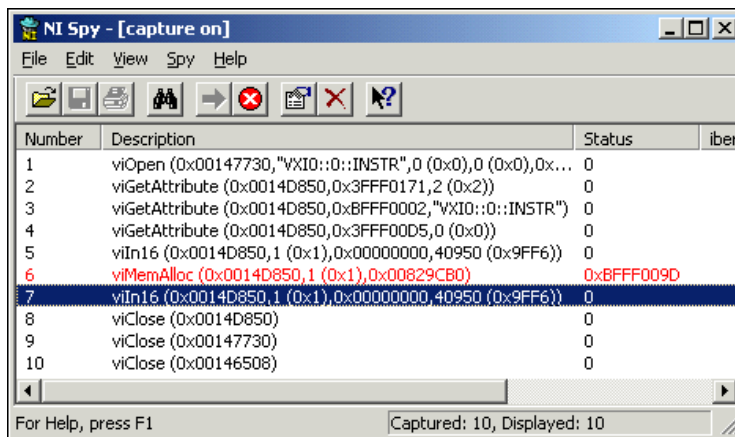 NI Spy - [capture on]
File Edit View Spy Help
Number Description Status iber
1 viOpen (0x00147730,"VXI0::0::INSTR",0 (0x0),0 (0x0),0x... 0
2 viGetAttribute (0x0014D850,0x3FFF0171,2 (0x2)) 0
3 viGetAttribute (0x0014D850,0xBFFF0002,"VXI0::0::INSTR") 0
4 viGetAttribute (0x0014D850,0x3FFF00D5,0 (0x0)) 0
5 viIn16 (0x0014D850,1 (0x1),0x00000000,40950 (0x9FF6)) 0
6 viMemAlloc (0x0014D850,1 (0x1),0x00829CB0) 0xBFFF009D
7 viIn16 (0x0014D850,1 (0x1),0x00000000,40950 (0x9FF6)) 0
8 viClose (0x0014D850) 0
9 viClose (0x00147730) 0
10 viClose (0x00146508) 0
For Help, press F1 Captured: 10, Displayed: 10